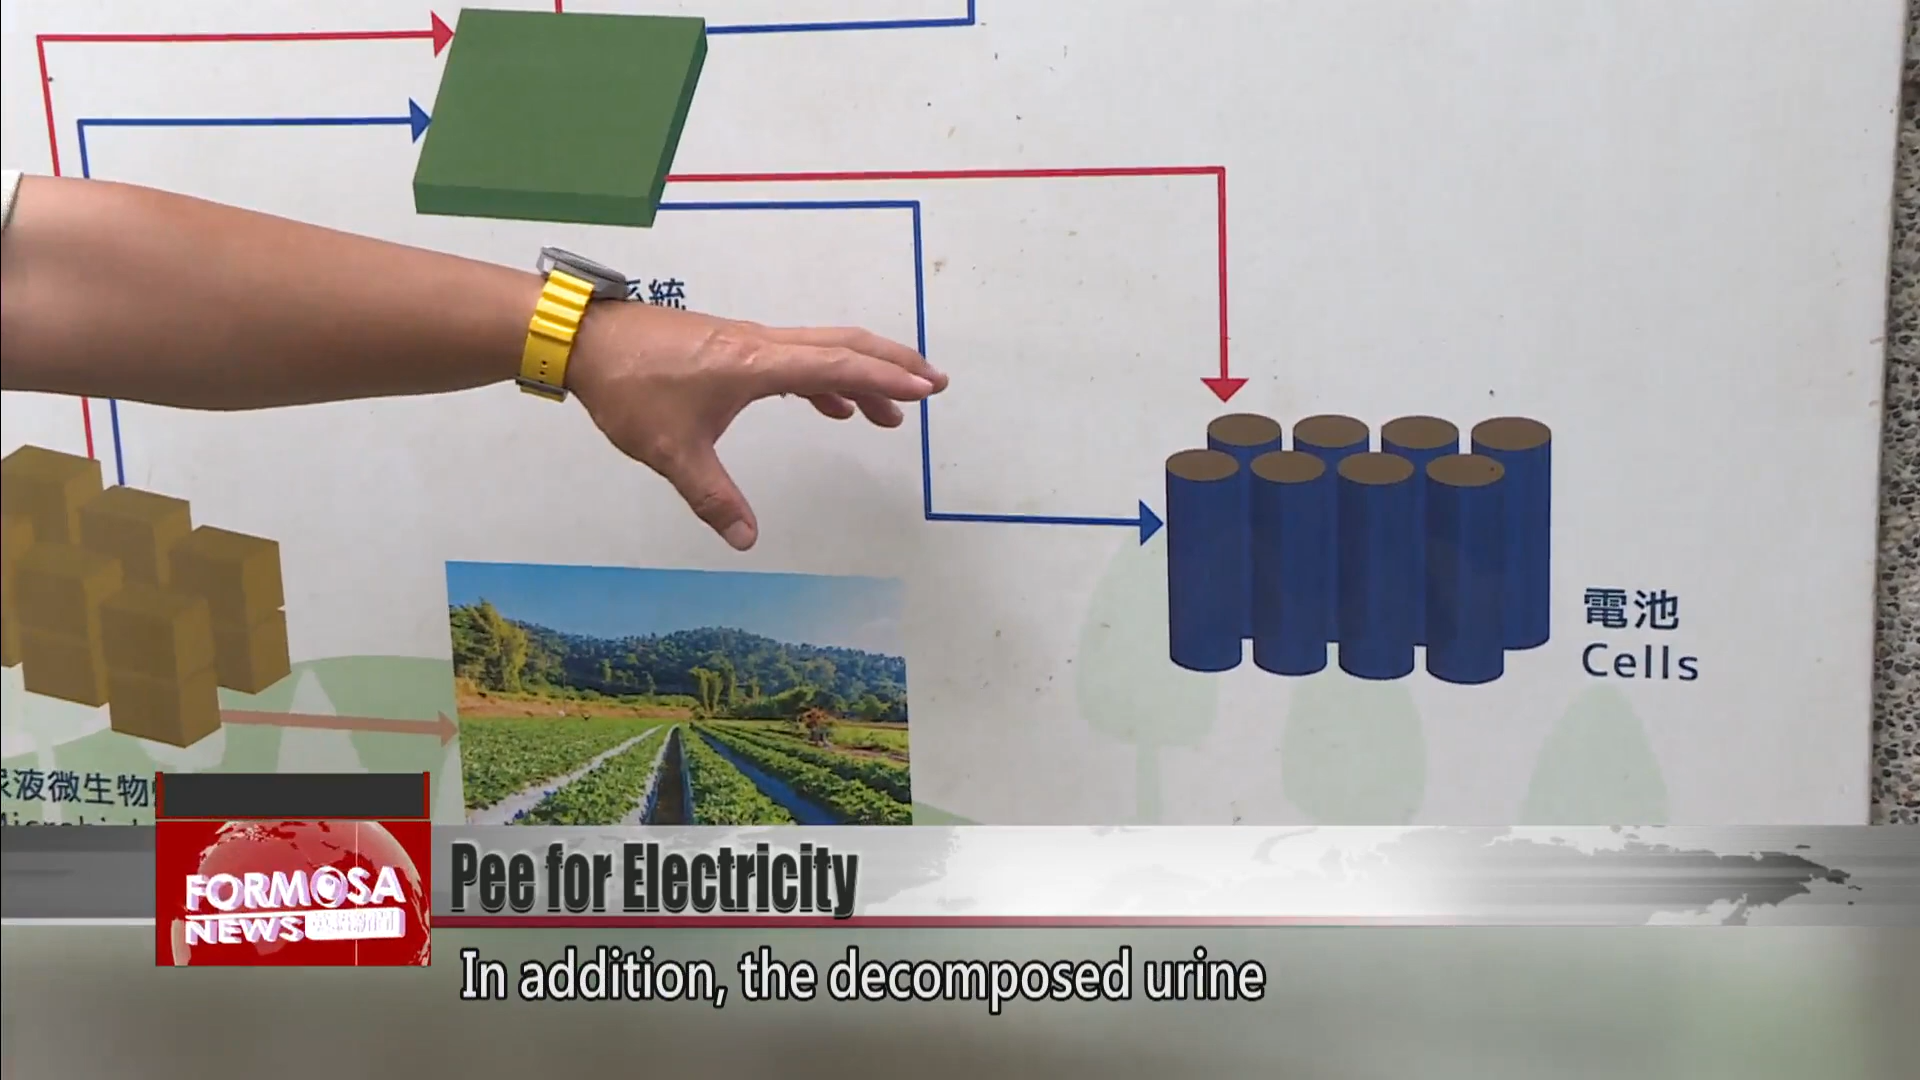 系統
電池
Cells
液微生物
FORMOSA
NEWS
Pee for Electricity
In addition, the decomposed urine